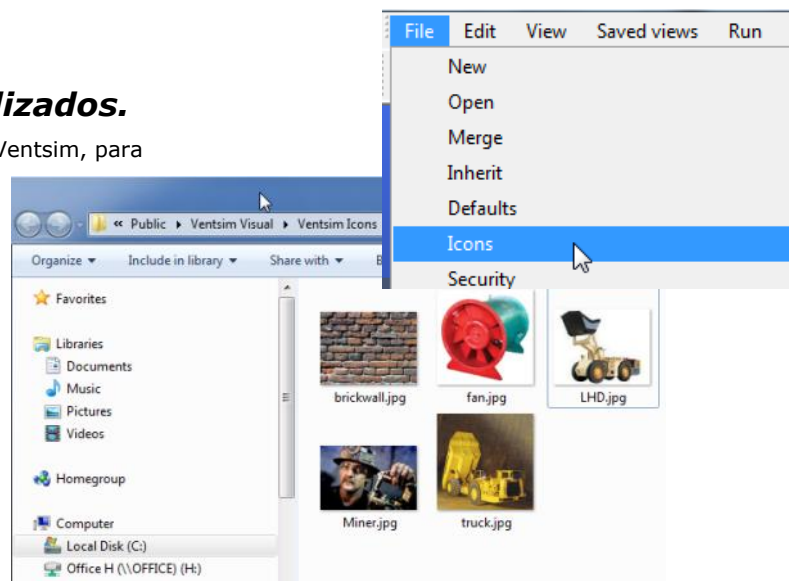 File Edit View Saved views Run
New
Open
Merge
Inherit
Defaults
Icons
Security
lizados.
Ventsim, para
« Public ▸ Ventsim Visual ▸ Ventsim Icons
Organize ▾ Include in library ▾ Share with ▾
Favorites
Libraries
Documents
Music
Pictures
Videos
Homegroup
Computer
Local Disk (C:)
Office H (\\OFFICE) (H:)
brickwall.jpg fan.jpg LHD.jpg
Miner.jpg truck.jpg